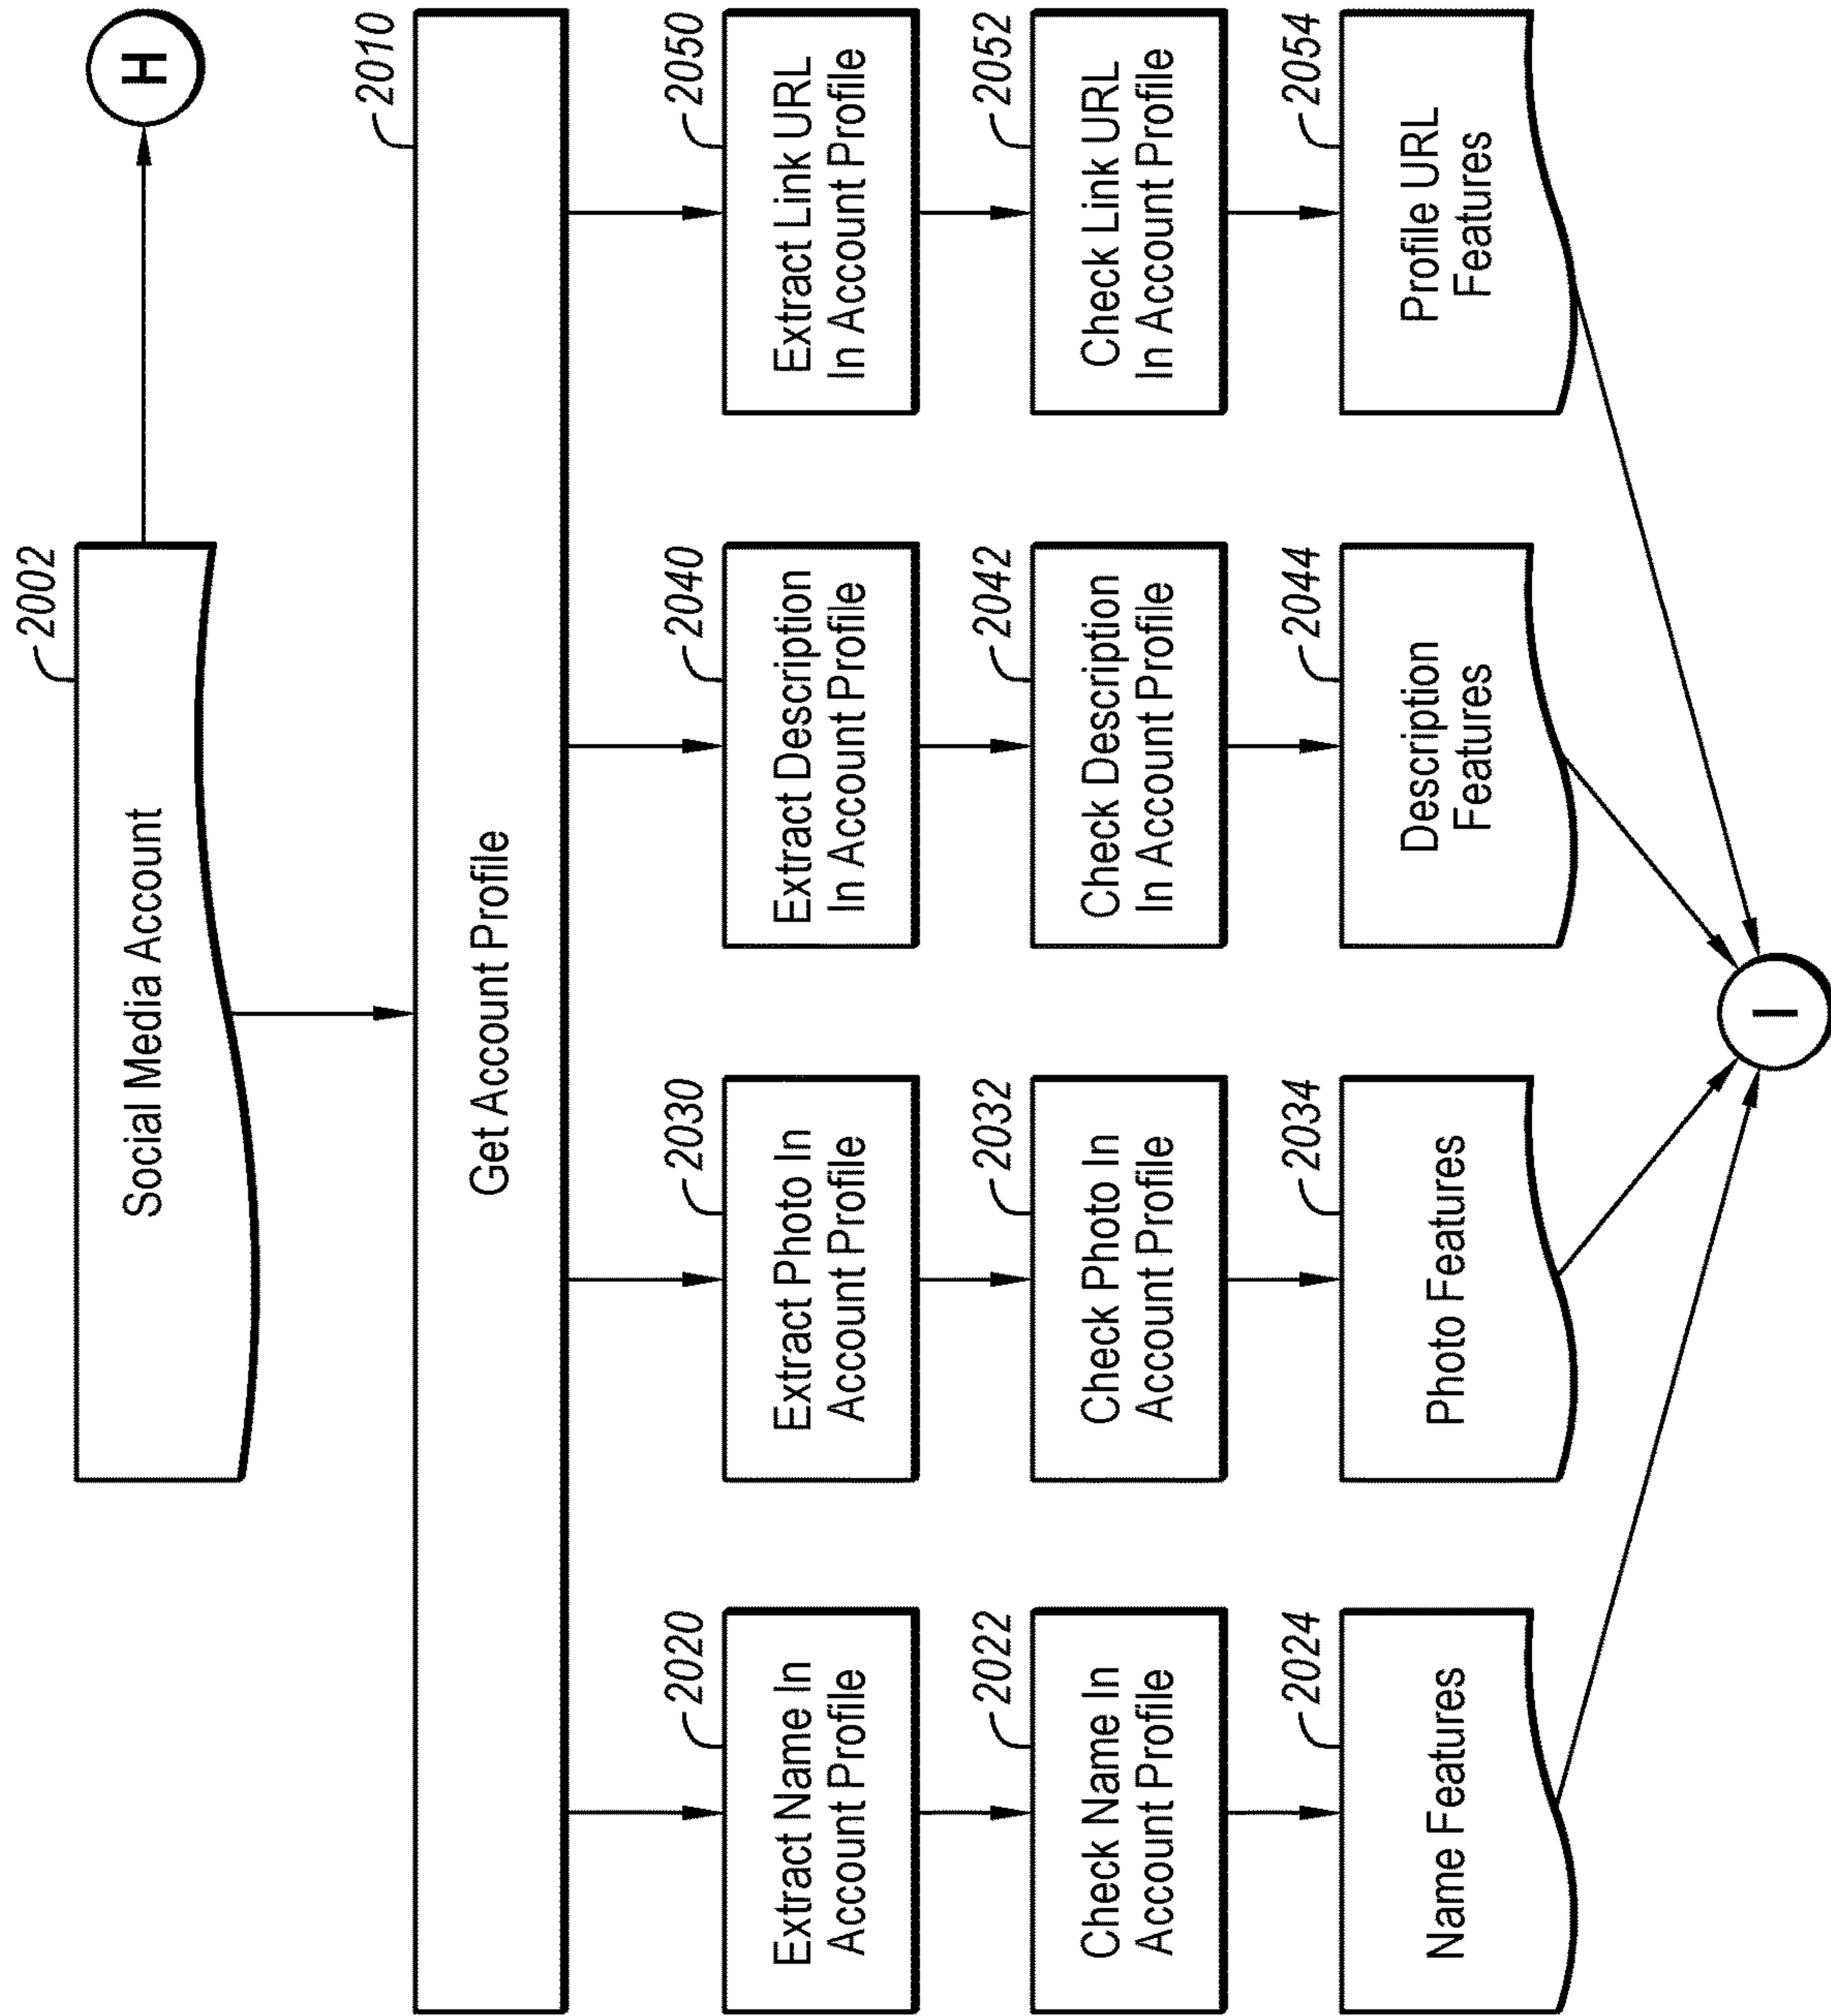 2002
Social Media Account
H
2010
Get Account Profile
2020
Extract Name In
Account Profile
2030
Extract Photo In
Account Profile
2040
Extract Description
In Account Profile
2050
Extract Link URL
In Account Profile
2022
Check Name In
Account Profile
2032
Check Photo In
Account Profile
2042
Check Description
In Account Profile
2052
Check Link URL
In Account Profile
2024
Name Features
2034
Photo Features
2044
Description
Features
2054
Profile URL
Features
I